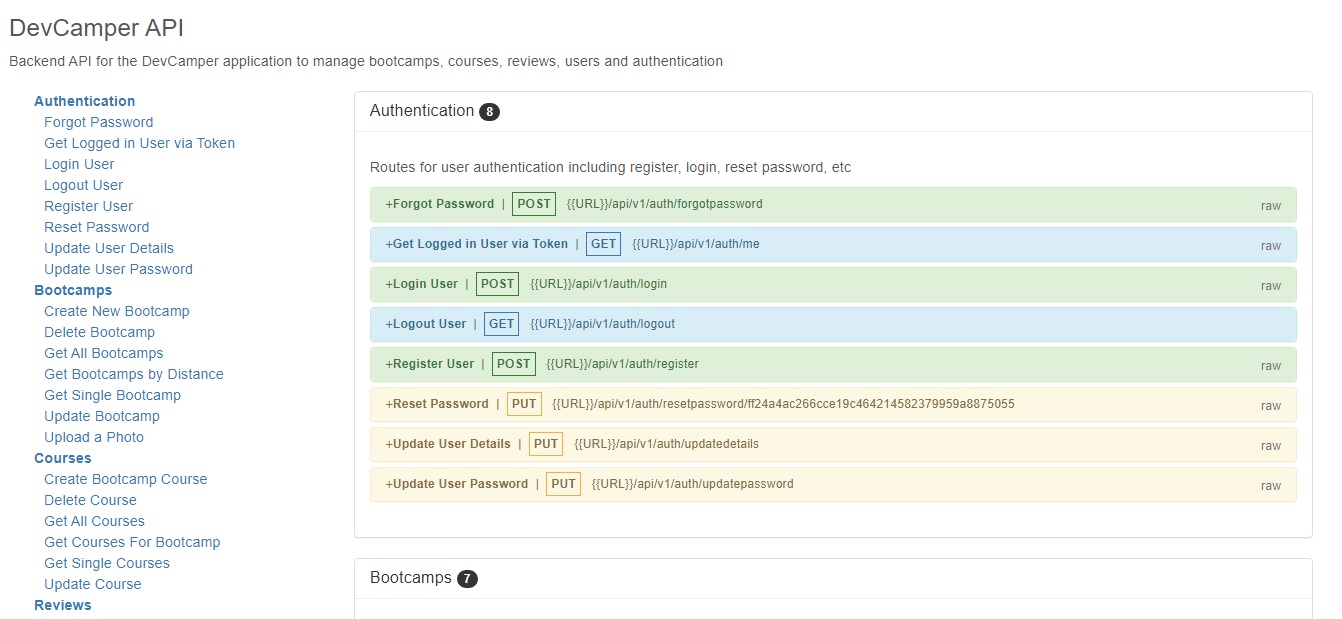 DevCamper API
Backend API for the DevCamper application to manage bootcamps, courses, reviews, users and authentication
Authentication
Forgot Password
Get Logged in User via Token
Login User
Logout User
Register User
Reset Password
Update User Details
Update User Password
Bootcamps
Create New Bootcamp
Delete Bootcamp
Get All Bootcamps
Get Bootcamps by Distance
Get Single Bootcamp
Update Bootcamp
Upload a Photo
Courses
Create Bootcamp Course
Delete Course
Get All Courses
Get Courses For Bootcamp
Get Single Courses
Update Course
Reviews
Authentication 8
Routes for user authentication including register, login, reset password, etc
+Forgot Password | POST {{URL}}/api/v1/auth/forgotpassword raw
+Get Logged in User via Token | GET {{URL}}/api/v1/auth/me raw
+Login User | POST {{URL}}/api/v1/auth/login raw
+Logout User | GET {{URL}}/api/v1/auth/logout
+Register User | POST {{URL}}/api/v1/auth/register raw
+Reset Password | PUT {{URL}}/api/v1/auth/resetpassword/ff24a4ac266cce19c464214582379959a8875055 raw
+Update User Details | PUT {{URL}}/api/v1/auth/updatedetails raw
+Update User Password | PUT {{URL}}/api/v1/auth/updatepassword raw
Bootcamps 7